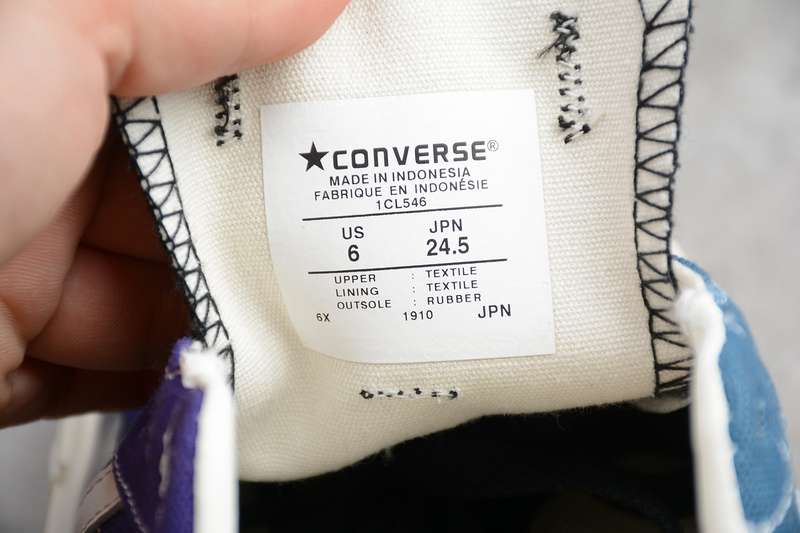 ★CONVERSE®
MADE IN INDONESIA
FABRIQUE EN INDONÉSIE
1CL546
US JPN
6 24.5
UPPER : TEXTILE
LINING : TEXTILE
OUTSOLE : RUBBER
6X 1910 JPN